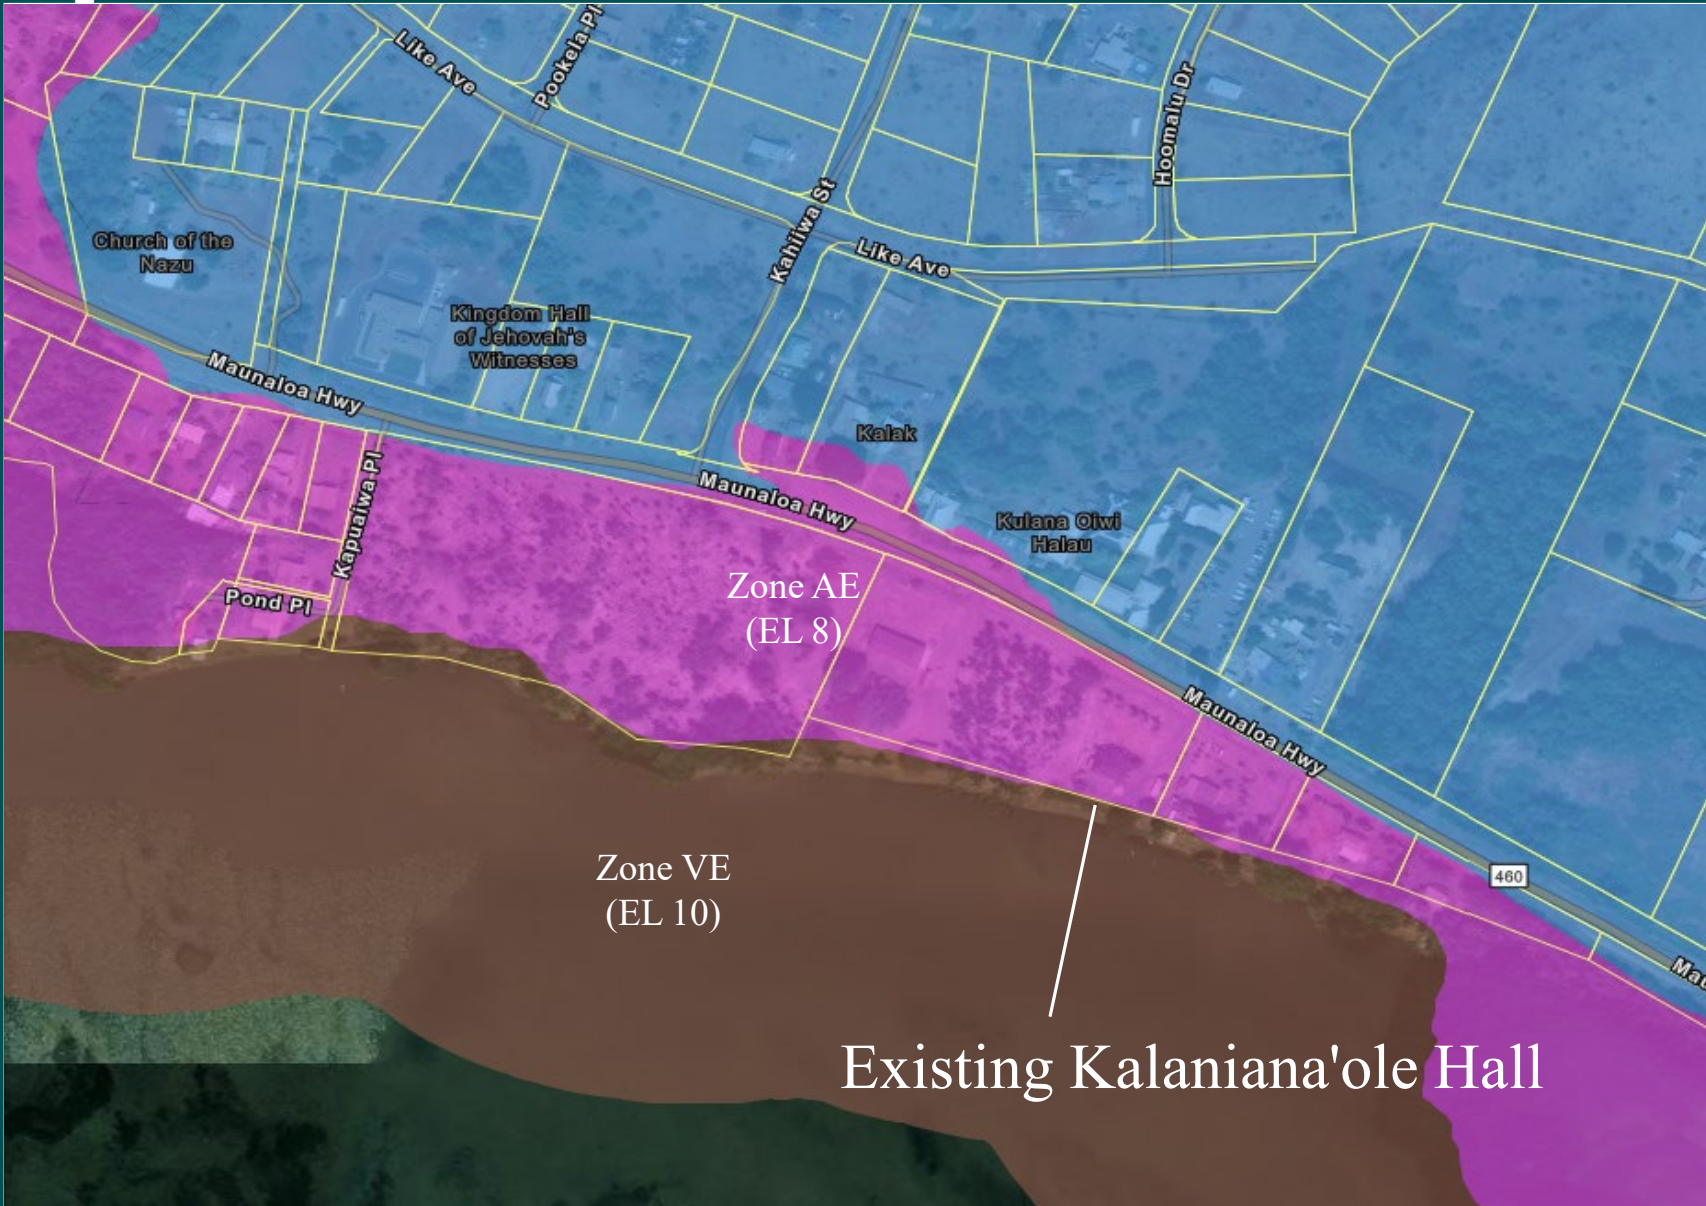 Like Ave
Pookela Pl
Hoomalu Dr
Kahiiwa St
Church of the
Nazu
Like Ave
Kingdom Hall
of Jehovah's
Witnesses
Maunaloa Hwy
Kalak
Maunaloa Hwy
Kapuaiwa Pl
Kulana Oiwi
Halau
Zone AE
(EL 8)
Pond Pl
Maunaloa Hwy
Zone VE
(EL 10)
460
Mau
Existing Kalaniana'ole Hall